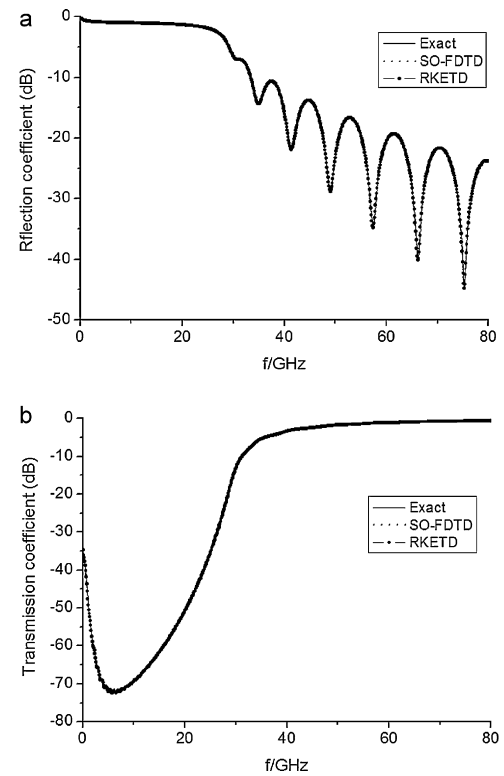 a
Rflection coefficient (dB)
0
-10
-20
-30
-40
-50
0 20 40 60 80
f/GHz
Exact
SO-FDTD
RKETD
b
Transmission coefficient (dB)
0
-10
-20
-30
-40
-50
-60
-70
-80
0 20 40 60 80
f/GHz
Exact
SO-FDTD
RKETD